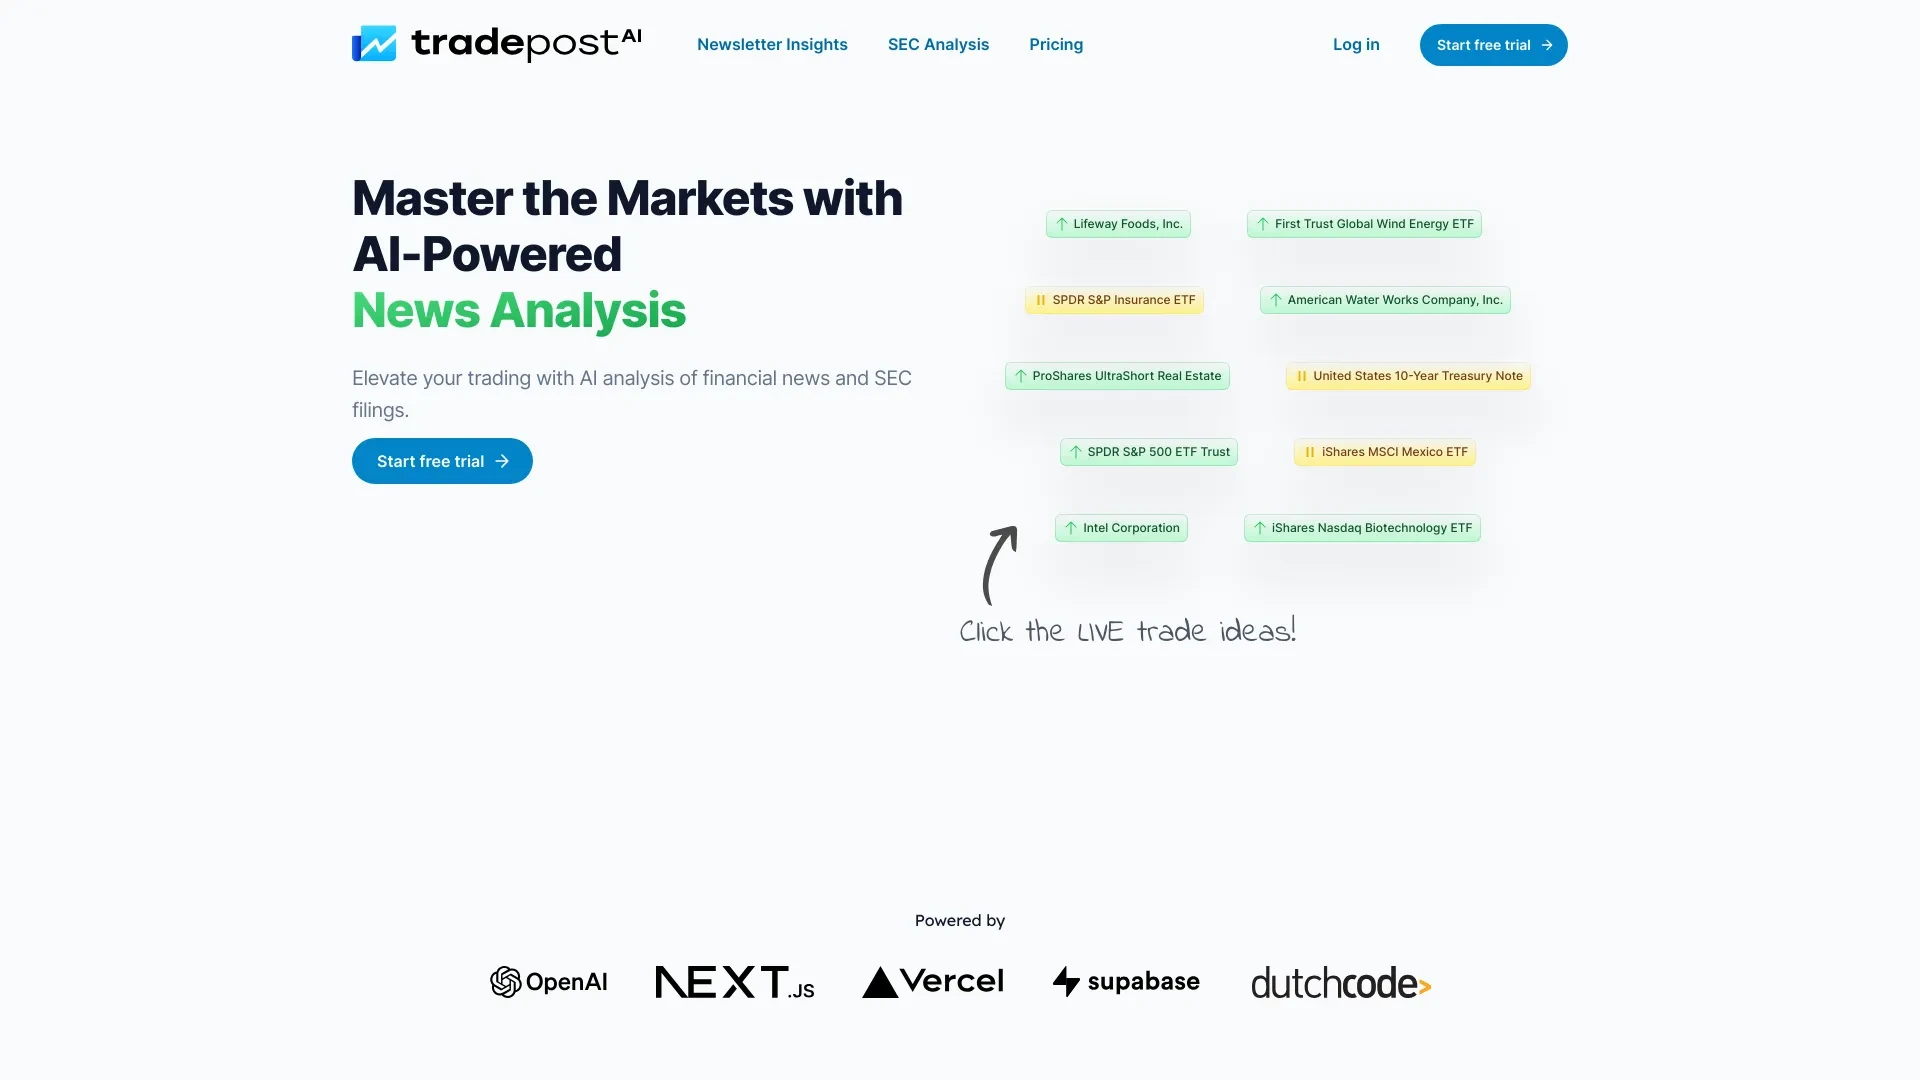 tradepostAI
Newsletter Insights
SEC Analysis
Pricing
Log in
Start free trial
Master the Markets with
AI-Powered
News Analysis
Elevate your trading with AI analysis of financial news and SEC
filings.
Start free trial
Lifeway Foods, Inc.
First Trust Global Wind Energy ETF
SPDR S&P Insurance ETF
American Water Works Company, Inc.
ProShares UltraShort Real Estate
United States 10-Year Treasury Note
SPDR S&P 500 ETF Trust
iShares MSCI Mexico ETF
Intel Corporation
iShares Nasdaq Biotechnology ETF
Click the LIVE trade ideas!
Powered by
OpenAI
NEXT.JS
Vercel
supabase
dutchcode>